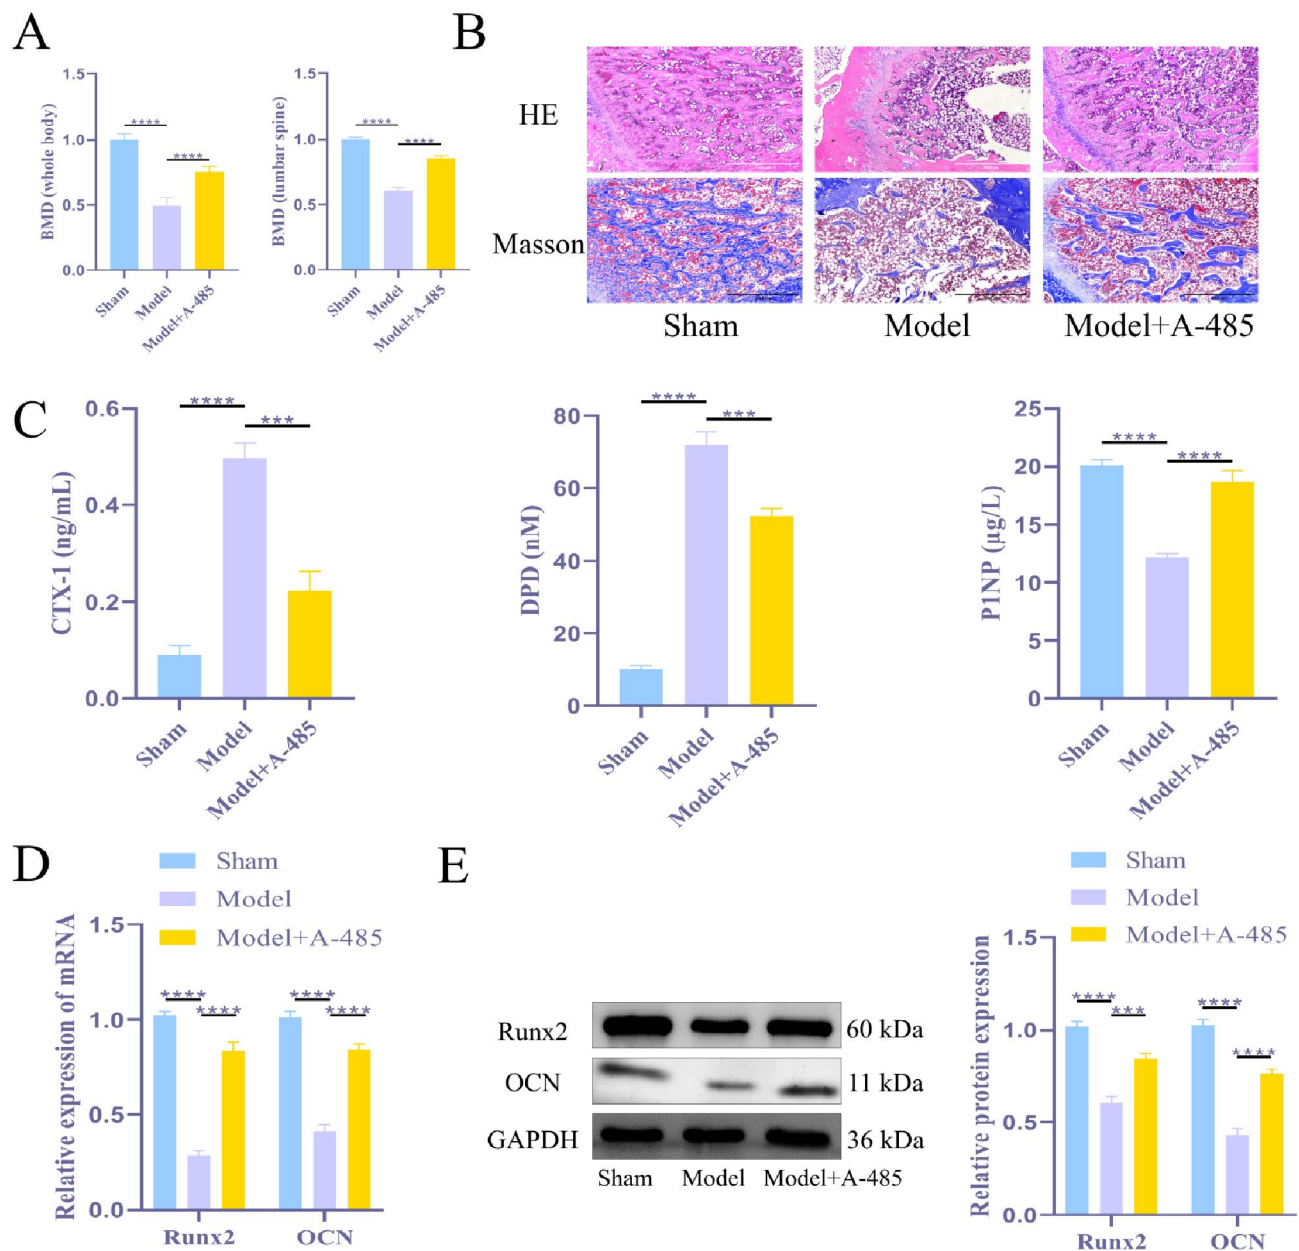 A
BMD (whole body)
1.5
1.0
0.5
0.0
****
****
Sham
Model
Model+A-485
BMD (lumbar spine)
1.5
1.0
0.5
0.0
****
****
Sham
Model
Model+A-485
B
HE
Masson
Sham
Model
Model+A-485
C
CTX-1 (ng/mL)
0.6
0.4
0.2
0.0
****
***
Sham
Model
Model+A-485
DPD (nM)
80
60
40
20
0
****
***
Sham
Model
Model+A-485
P1NP (μg/L)
25
20
15
10
5
0
****
****
Sham
Model
Model+A-485
D
Sham
Model
Model+A-485
Relative expression of mRNA
1.5
1.0
0.5
0.0
****
****
****
****
Runx2
OCN
E
Runx2
60 kDa
OCN
11 kDa
GAPDH
36 kDa
Sham
Model
Model+A-485
Sham
Model
Model+A-485
Relative protein expression
1.5
1.0
0.5
0.0
****
***
****
****
Runx2
OCN